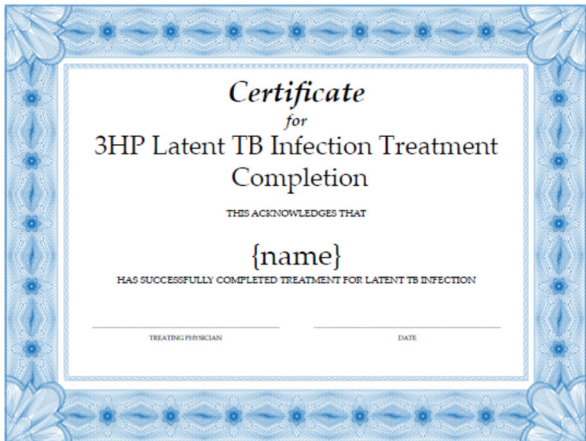 Certificate
for
3HP Latent TB Infection Treatment
Completion
THIS ACKNOWLEDGES THAT
{name}
HAS SUCCESSFULLY COMPLETED TREATMENT FOR LATENT TB INFECTION
TREATING PHYSICIAN DATE